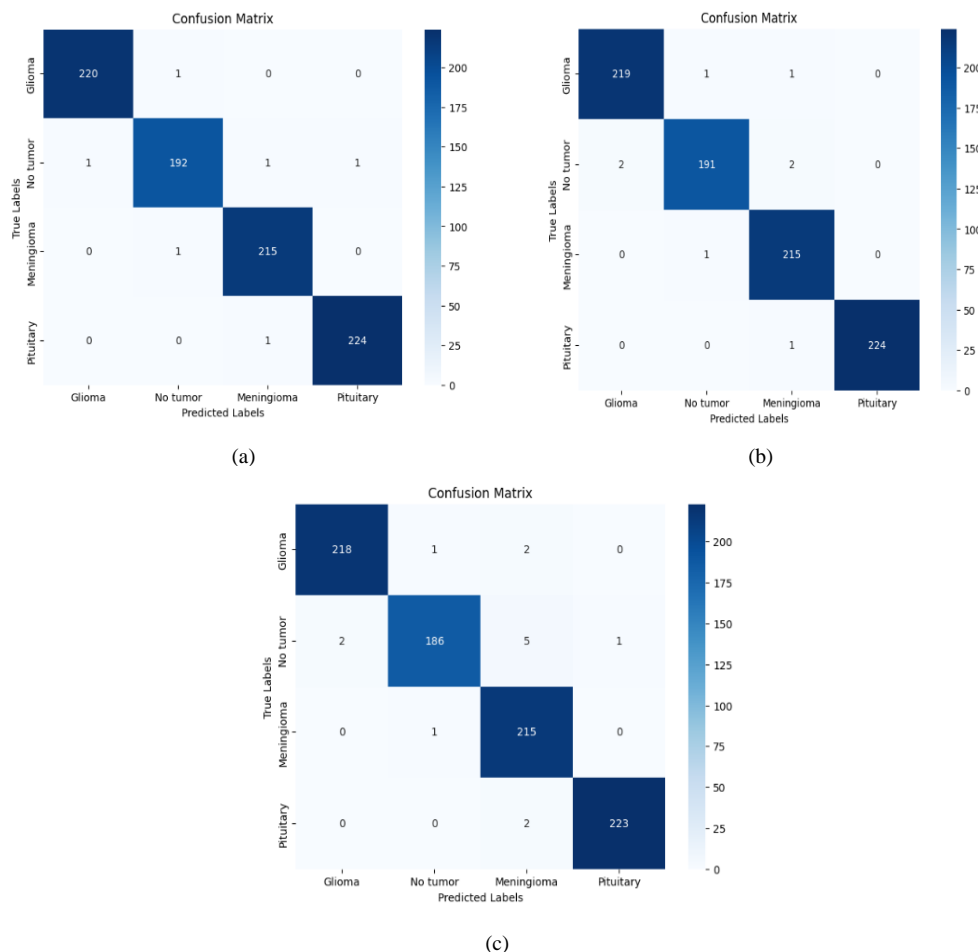 Confusion Matrix
True Labels
Glioma
No tumor
Meningioma
Pituitary
220 1 0 0
1 192 1 1
0 1 215 0
0 0 1 224
Glioma No tumor Meningioma Pituitary
Predicted Labels
200
175
150
125
100
75
50
25
0
(a)
Confusion Matrix
True Labels
Glioma
No tumor
Meningioma
Pituitary
219 1 1 0
2 191 2 0
0 1 215 0
0 0 1 224
Glioma No tumor Meningioma Pituitary
Predicted Labels
200
175
150
125
100
75
50
25
0
(b)
Confusion Matrix
True Labels
Glioma
No tumor
Meningioma
Pituitary
218 1 2 0
2 186 5 1
0 1 215 0
0 0 2 223
Glioma No tumor Meningioma Pituitary
Predicted Labels
200
175
150
125
100
75
50
25
0
(c)